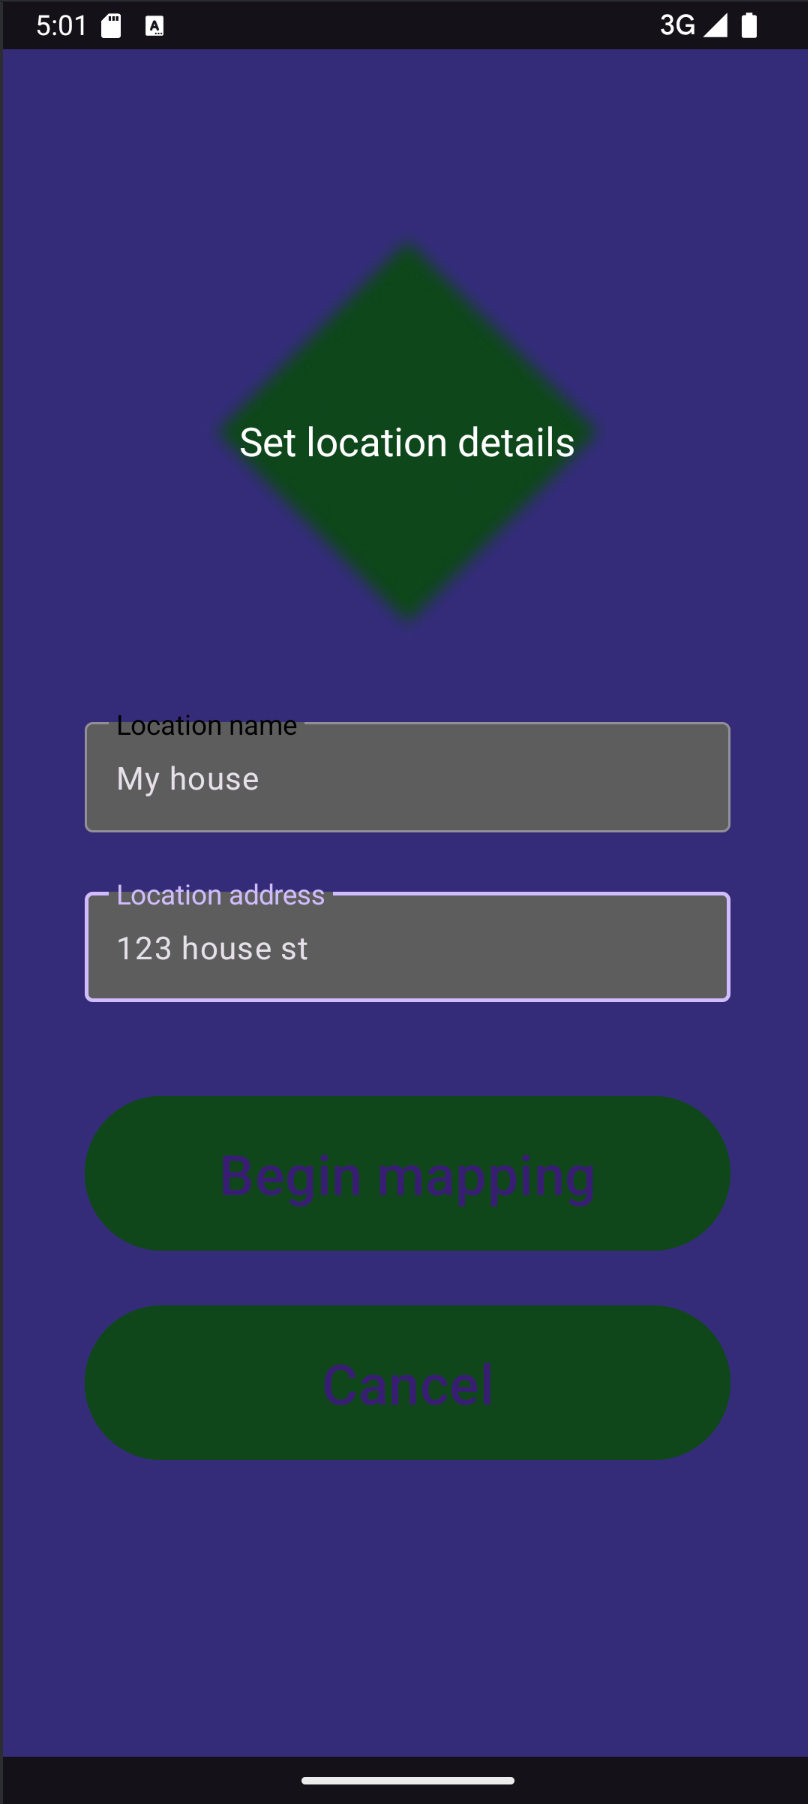 5:01 A 3G
Set location details
Location name
My house
Location address
123 house st
Begin mapping
Cancel